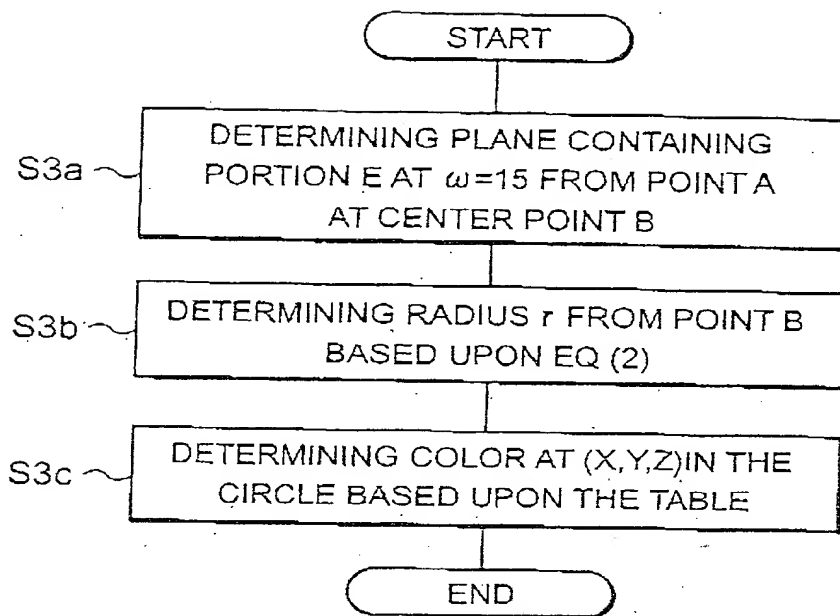 START
S3a
DETERMINING PLANE CONTAINING
PORTION E AT ω=15 FROM POINT A
AT CENTER POINT B
S3b
DETERMINING RADIUS r FROM POINT B
BASED UPON EQ (2)
S3c
DETERMINING COLOR AT (X,Y,Z)IN THE
CIRCLE BASED UPON THE TABLE
END